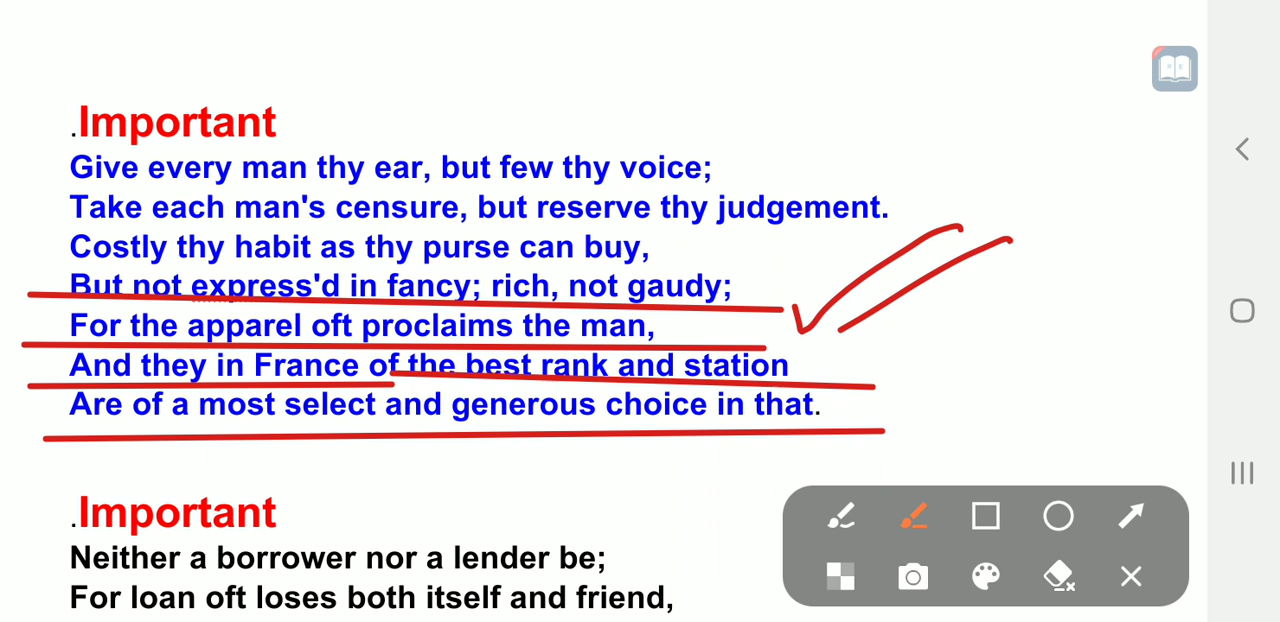 .Important
Give every man thy ear, but few thy voice;
Take each man's censure, but reserve thy judgement.
Costly thy habit as thy purse can buy,
But not express'd in fancy; rich, not gaudy;
For the apparel oft proclaims the man,
And they in France of the best rank and station
Are of a most select and generous choice in that.
.Important
Neither a borrower nor a lender be;
For loan oft loses both itself and friend,